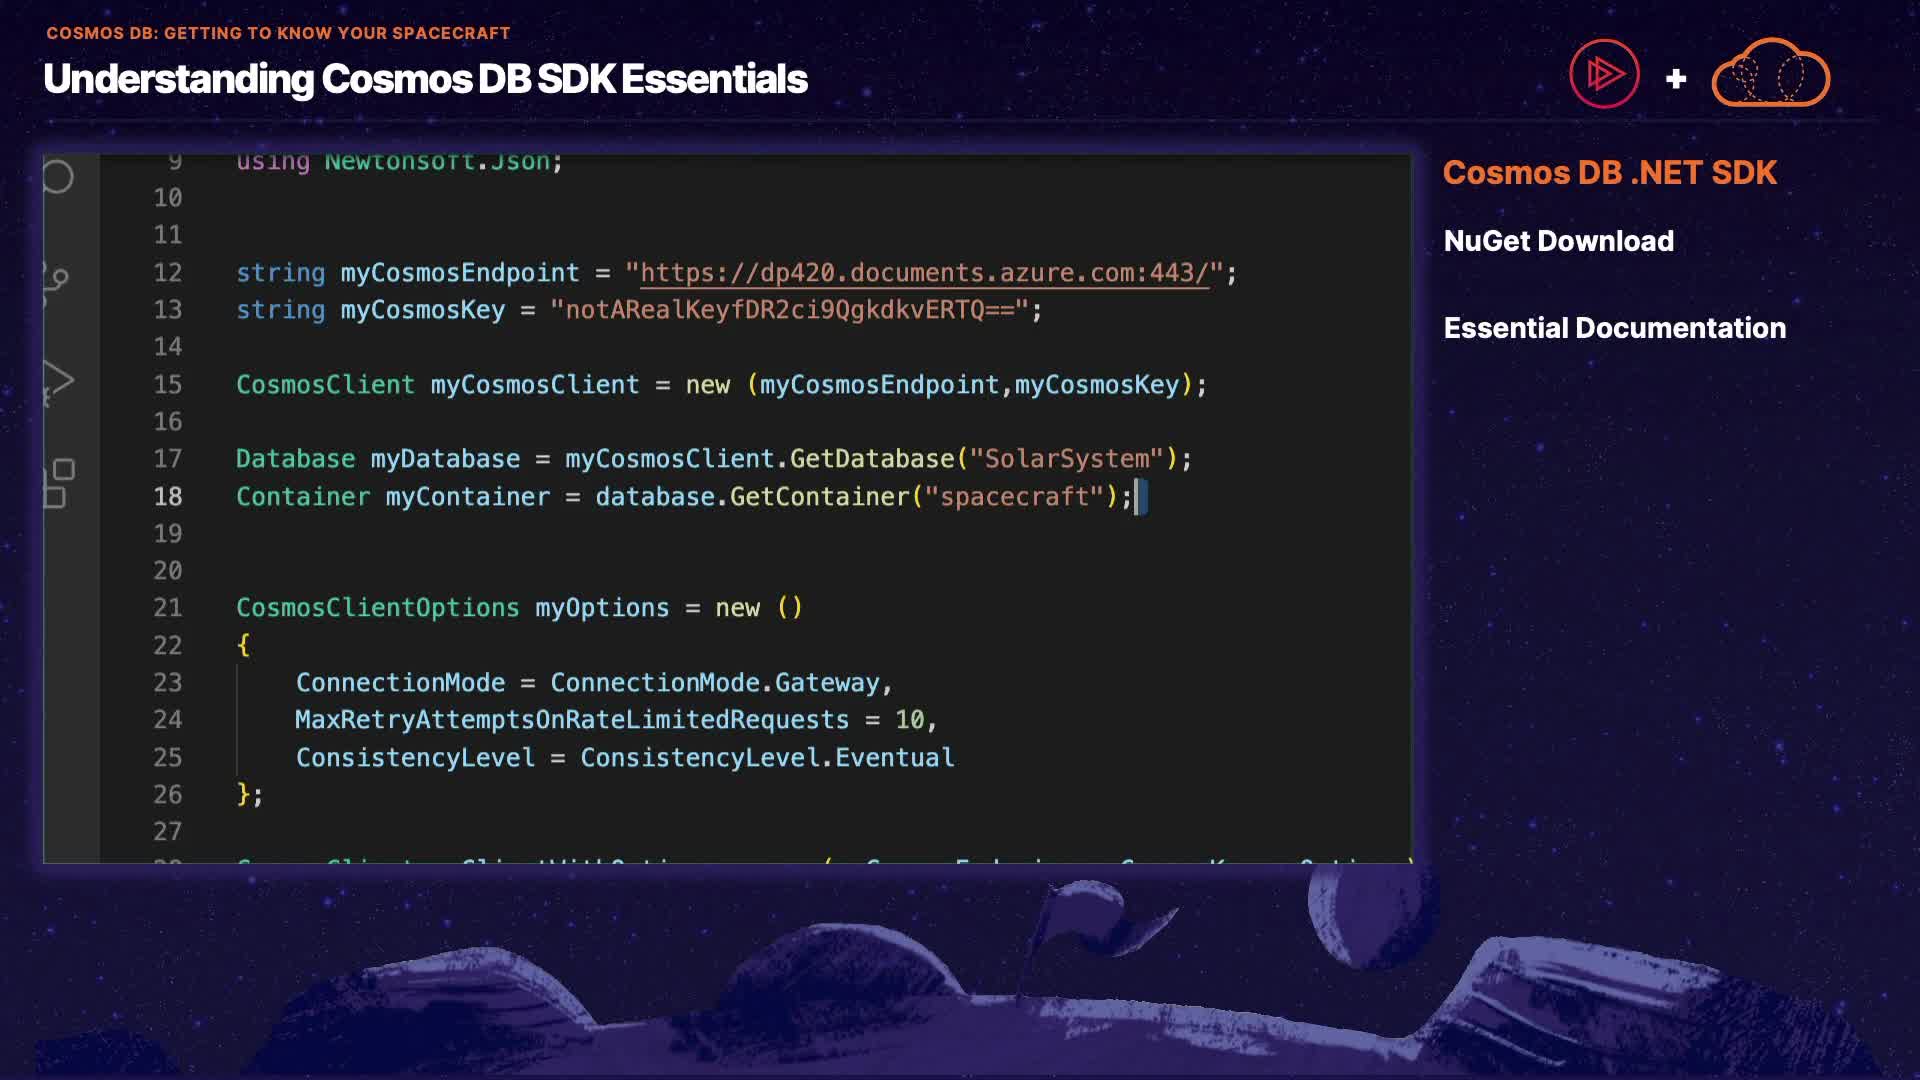 COSMOS DB: GETTING TO KNOW YOUR SPACECRAFT
Understanding Cosmos DB SDK Essentials
+
9 using Newtonsoft.Json;
10
11
12 string myCosmosEndpoint = "https://dp420.documents.azure.com:443/";
13 string myCosmosKey = "notARealKeyfDR2ci9QgkdkvERTQ==";
14
15 CosmosClient myCosmosClient = new (myCosmosEndpoint,myCosmosKey);
16
17 Database myDatabase = myCosmosClient.GetDatabase("SolarSystem");
18 Container myContainer = database.GetContainer("spacecraft");
19
20
21 CosmosClientOptions myOptions = new ()
22 {
23 ConnectionMode = ConnectionMode.Gateway,
24 MaxRetryAttemptsOnRateLimitedRequests = 10,
25 ConsistencyLevel = ConsistencyLevel.Eventual
26 };
27
Cosmos DB .NET SDK
NuGet Download
Essential Documentation